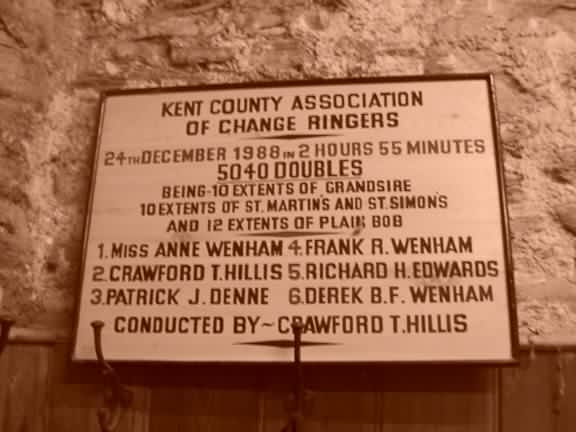 KENT COUNTY ASSOCIATION
OF CHANGE RINGERS
24TH DECEMBER 1988 IN 2 HOURS 55 MINUTES
5040 DOUBLES
BEING-10 EXTENTS OF GRANDSIRE
10 EXTENTS OF ST. MARTIN'S AND ST. SIMON'S
AND 12 EXTENTS OF PLAIN BOB
1. MISS ANNE WENHAM 4. FRANK R. WENHAM
2. CRAWFORD T. HILLIS 5. RICHARD H. EDWARDS
3. PATRICK J. DENNE 6. DEREK B.F. WENHAM
CONDUCTED BY~CRAWFORD T. HILLIS